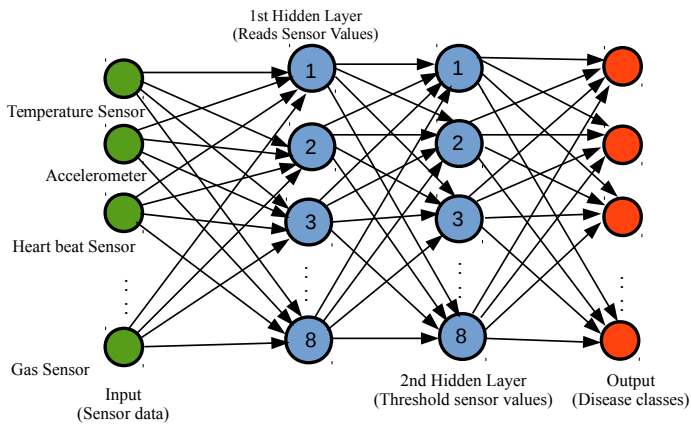 1st Hidden Layer
(Reads Sensor Values)
1
1
Temperature Sensor
2
2
Accelerometer
3
3
Heart beat Sensor
8
8
Gas Sensor
Input
(Sensor data)
2nd Hidden Layer
(Threshold sensor values)
Output
(Disease classes)